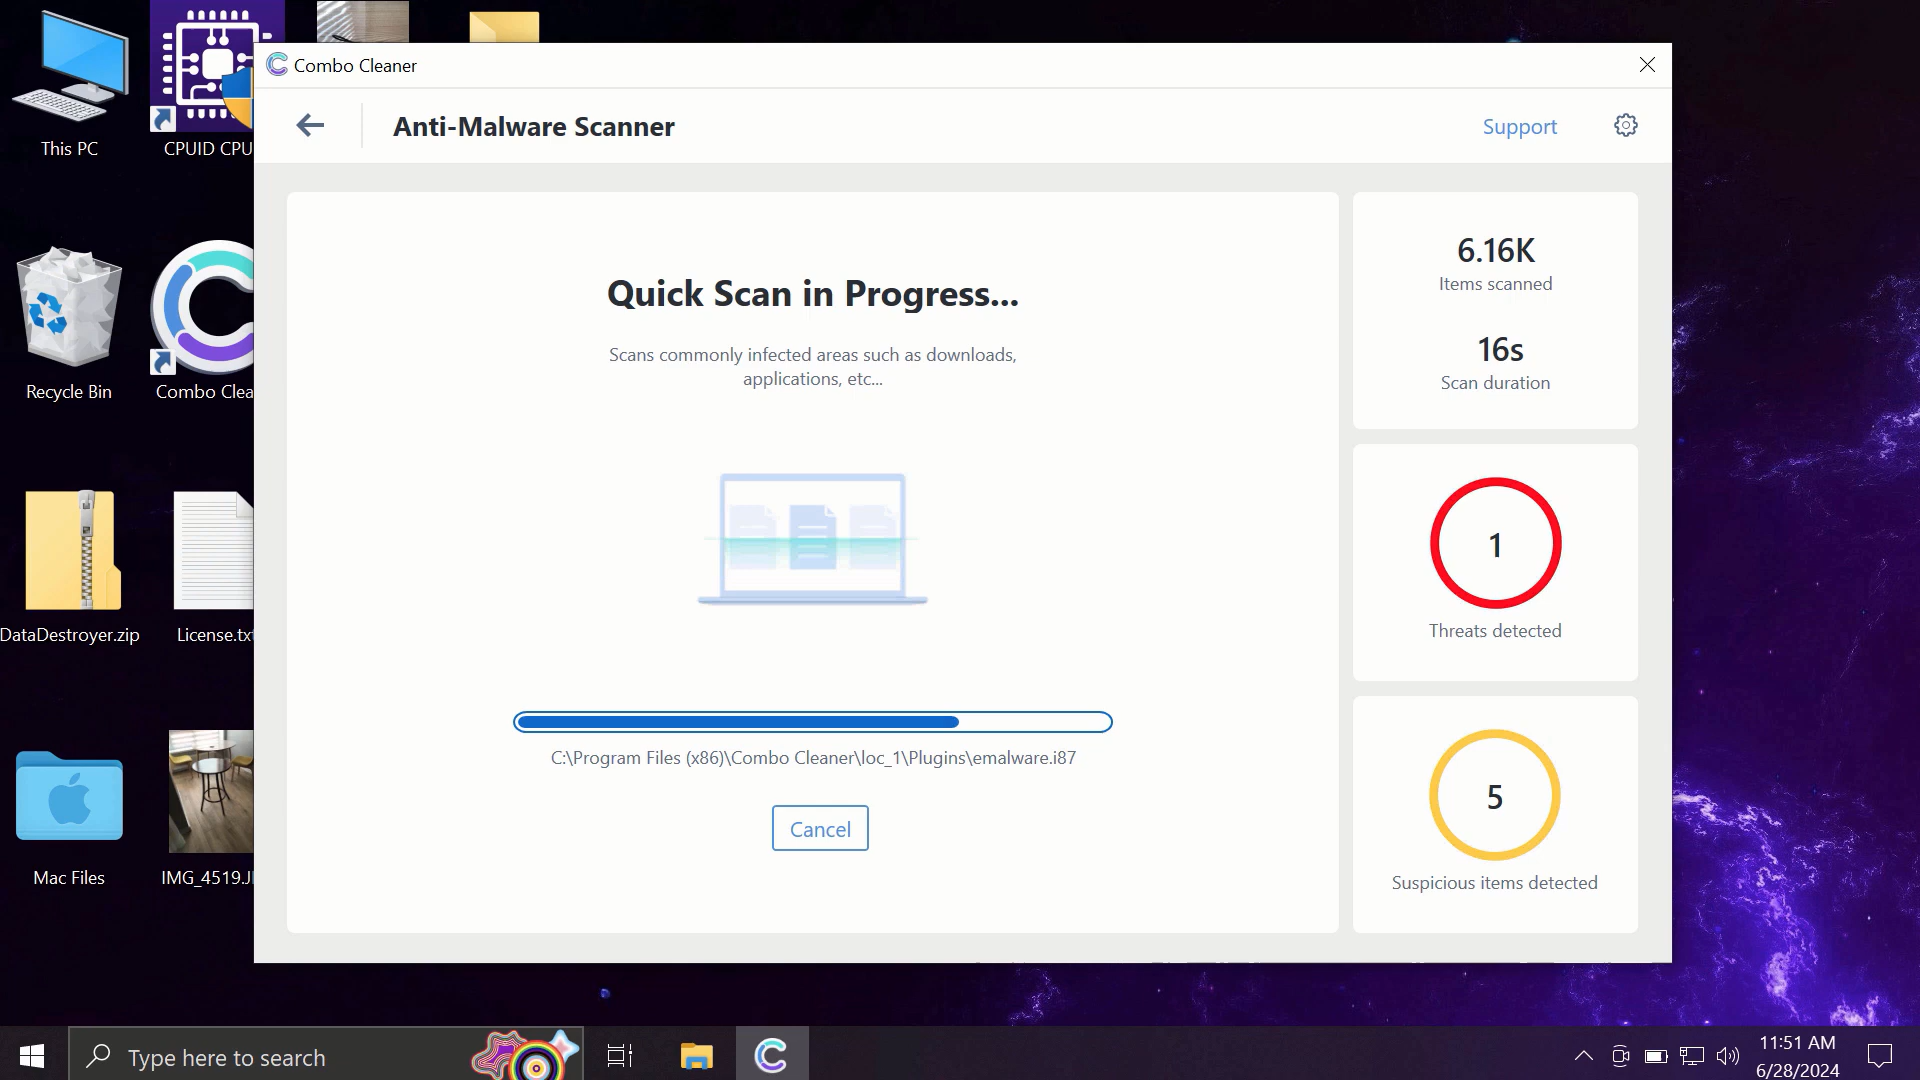 This PC
CPUID CPU
Recycle Bin
Combo Clea
DataDestroyer.zip
License.txt
Mac Files
IMG_4519.J
Combo Cleaner
Anti-Malware Scanner
Support
Quick Scan in Progress...
Scans commonly infected areas such as downloads,
applications, etc...
C:\Program Files (x86)\Combo Cleaner\loc_1\Plugins\emalware.i87
Cancel
6.16K
Items scanned
16s
Scan duration
1
Threats detected
5
Suspicious items detected
Type here to search
11:51 AM
6/28/2024